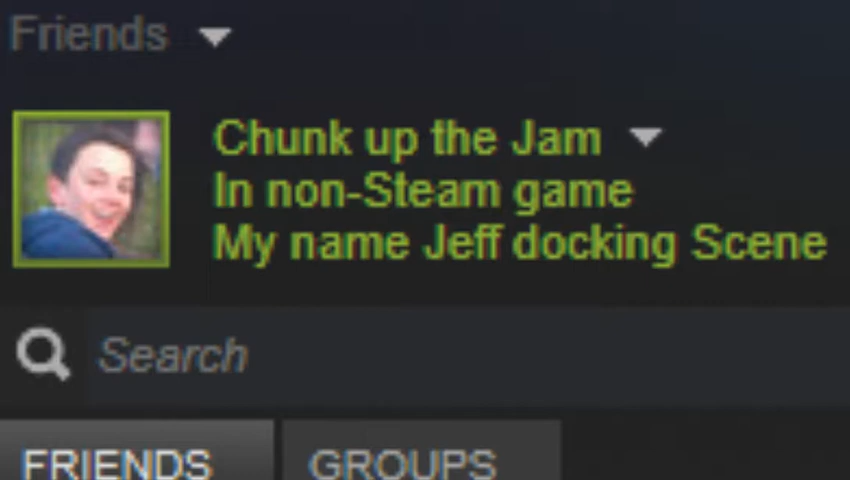 Friends
Chunk up the Jam
In non-Steam game
My name Jeff docking Scene
Search
FRIENDS
GROUPS